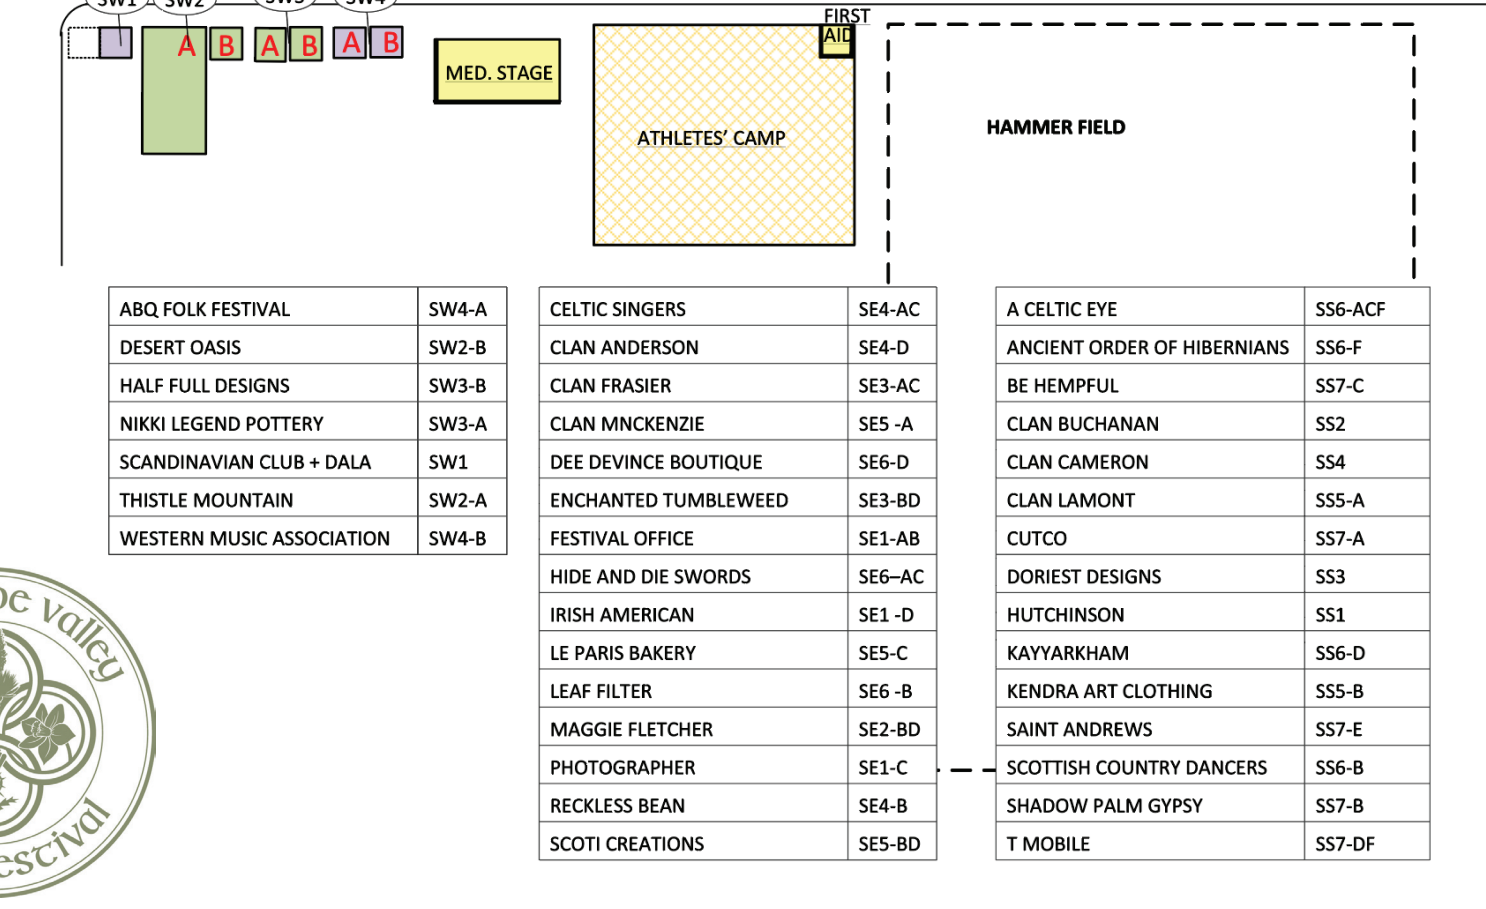 SW1 SW2 SW3 SW4
A B A B A B
MED. STAGE
FIRST
AID
ATHLETES' CAMP
HAMMER FIELD
ABQ FOLK FESTIVAL SW4-A
DESERT OASIS SW2-B
HALF FULL DESIGNS SW3-B
NIKKI LEGEND POTTERY SW3-A
SCANDINAVIAN CLUB + DALA SW1
THISTLE MOUNTAIN SW2-A
WESTERN MUSIC ASSOCIATION SW4-B
CELTIC SINGERS SE4-AC
CLAN ANDERSON SE4-D
CLAN FRASIER SE3-AC
CLAN MNCKENZIE SE5 -A
DEE DEVINCE BOUTIQUE SE6-D
ENCHANTED TUMBLEWEED SE3-BD
FESTIVAL OFFICE SE1-AB
HIDE AND DIE SWORDS SE6–AC
IRISH AMERICAN SE1 -D
LE PARIS BAKERY SE5-C
LEAF FILTER SE6 -B
MAGGIE FLETCHER SE2-BD
PHOTOGRAPHER SE1-C
RECKLESS BEAN SE4-B
SCOTI CREATIONS SE5-BD
A CELTIC EYE SS6-ACF
ANCIENT ORDER OF HIBERNIANS SS6-F
BE HEMPFUL SS7-C
CLAN BUCHANAN SS2
CLAN CAMERON SS4
CLAN LAMONT SS5-A
CUTCO SS7-A
DORIEST DESIGNS SS3
HUTCHINSON SS1
KAYYARKHAM SS6-D
KENDRA ART CLOTHING SS5-B
SAINT ANDREWS SS7-E
SCOTTISH COUNTRY DANCERS SS6-B
SHADOW PALM GYPSY SS7-B
T MOBILE SS7-DF
Valley
estival